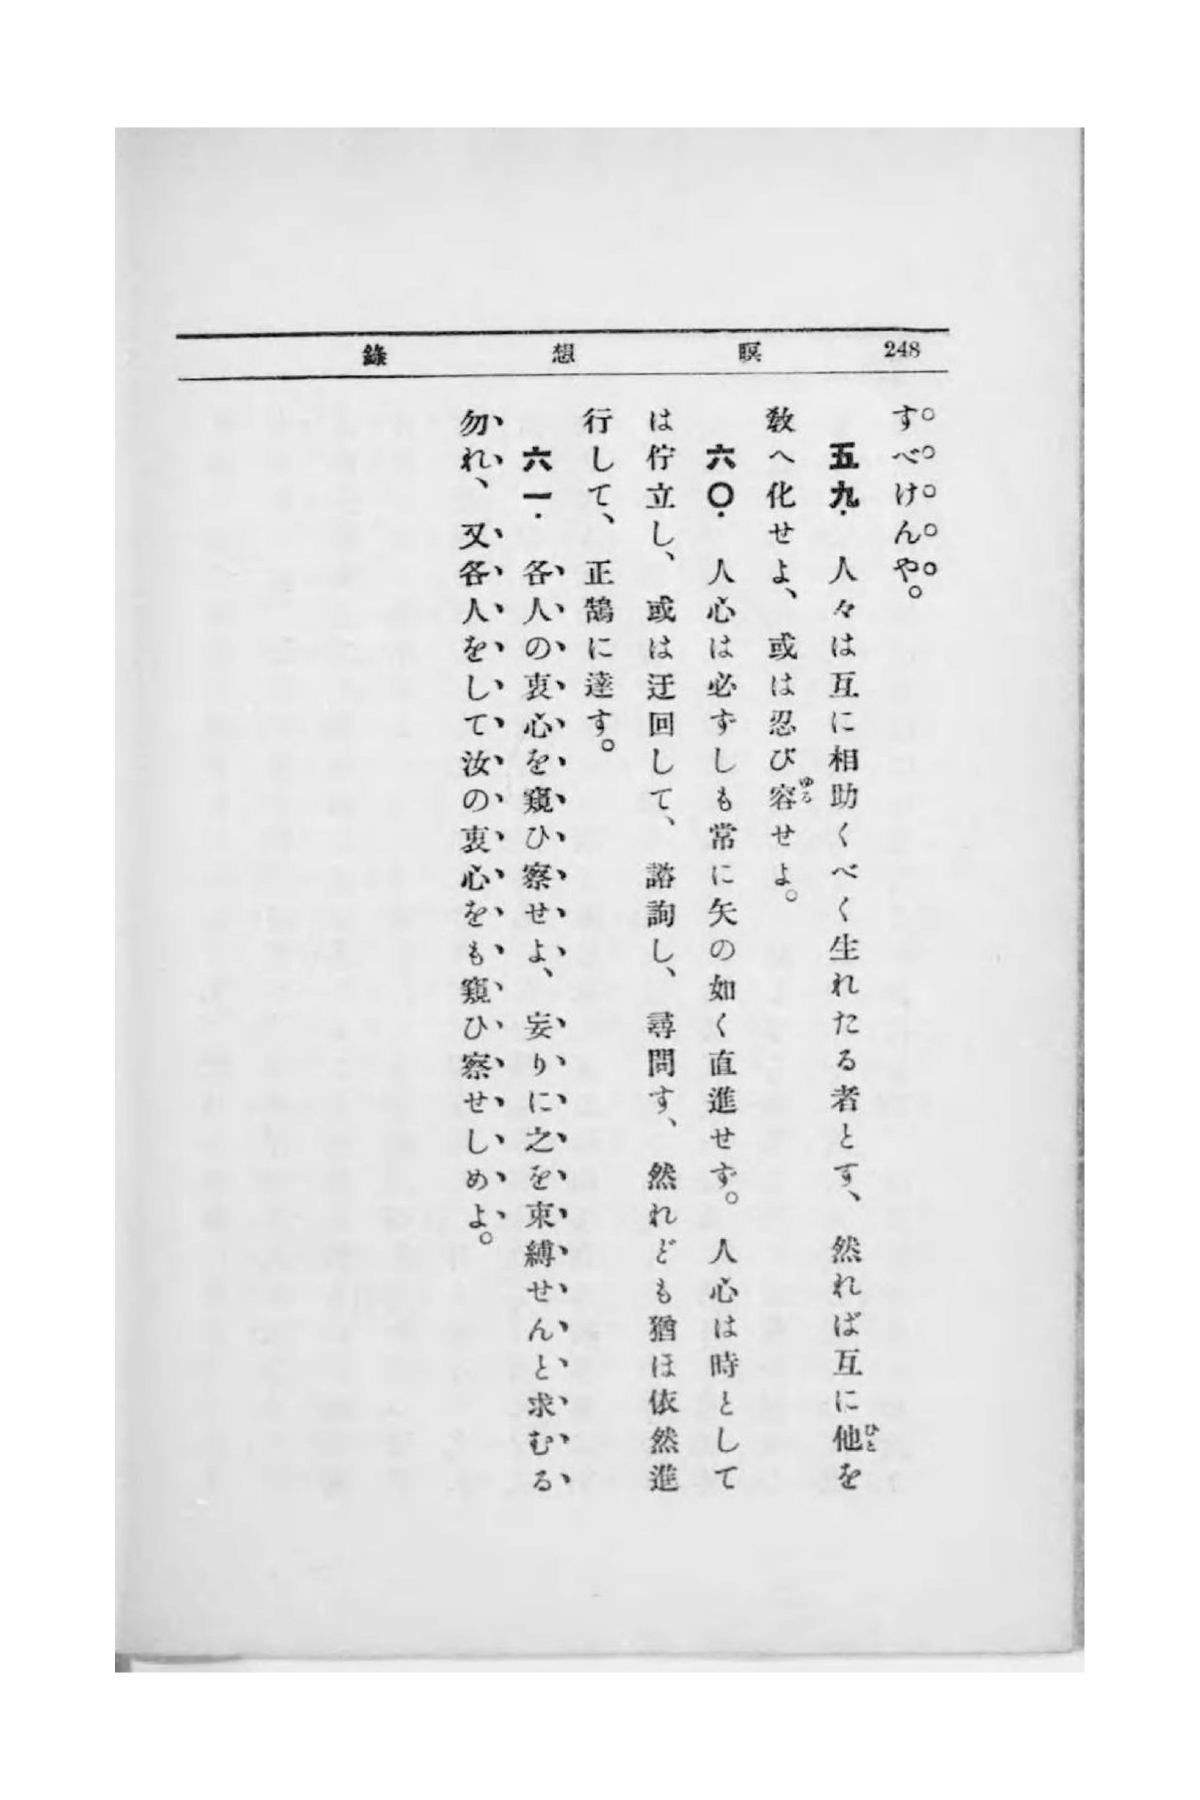 248 瞑想錄
すべけんや。
五九. 人々は互に相助くべく生れたる者とす、然れば互に他を
敎へ化せよ、或は忍び容せよ。
六〇. 人心は必ずしも常に矢の如く直進せず。人心は時として
は佇立し、或は迂回して、諮詢し、尋問す、然れども猶ほ依然進
行して、正鵠に達す。
六一. 各人の衷心を窺ひ察せよ、妄りに之を束縛せんと求むる
勿れ、又各人をして汝の衷心をも窺ひ察せしめよ。
ひと
ゆる